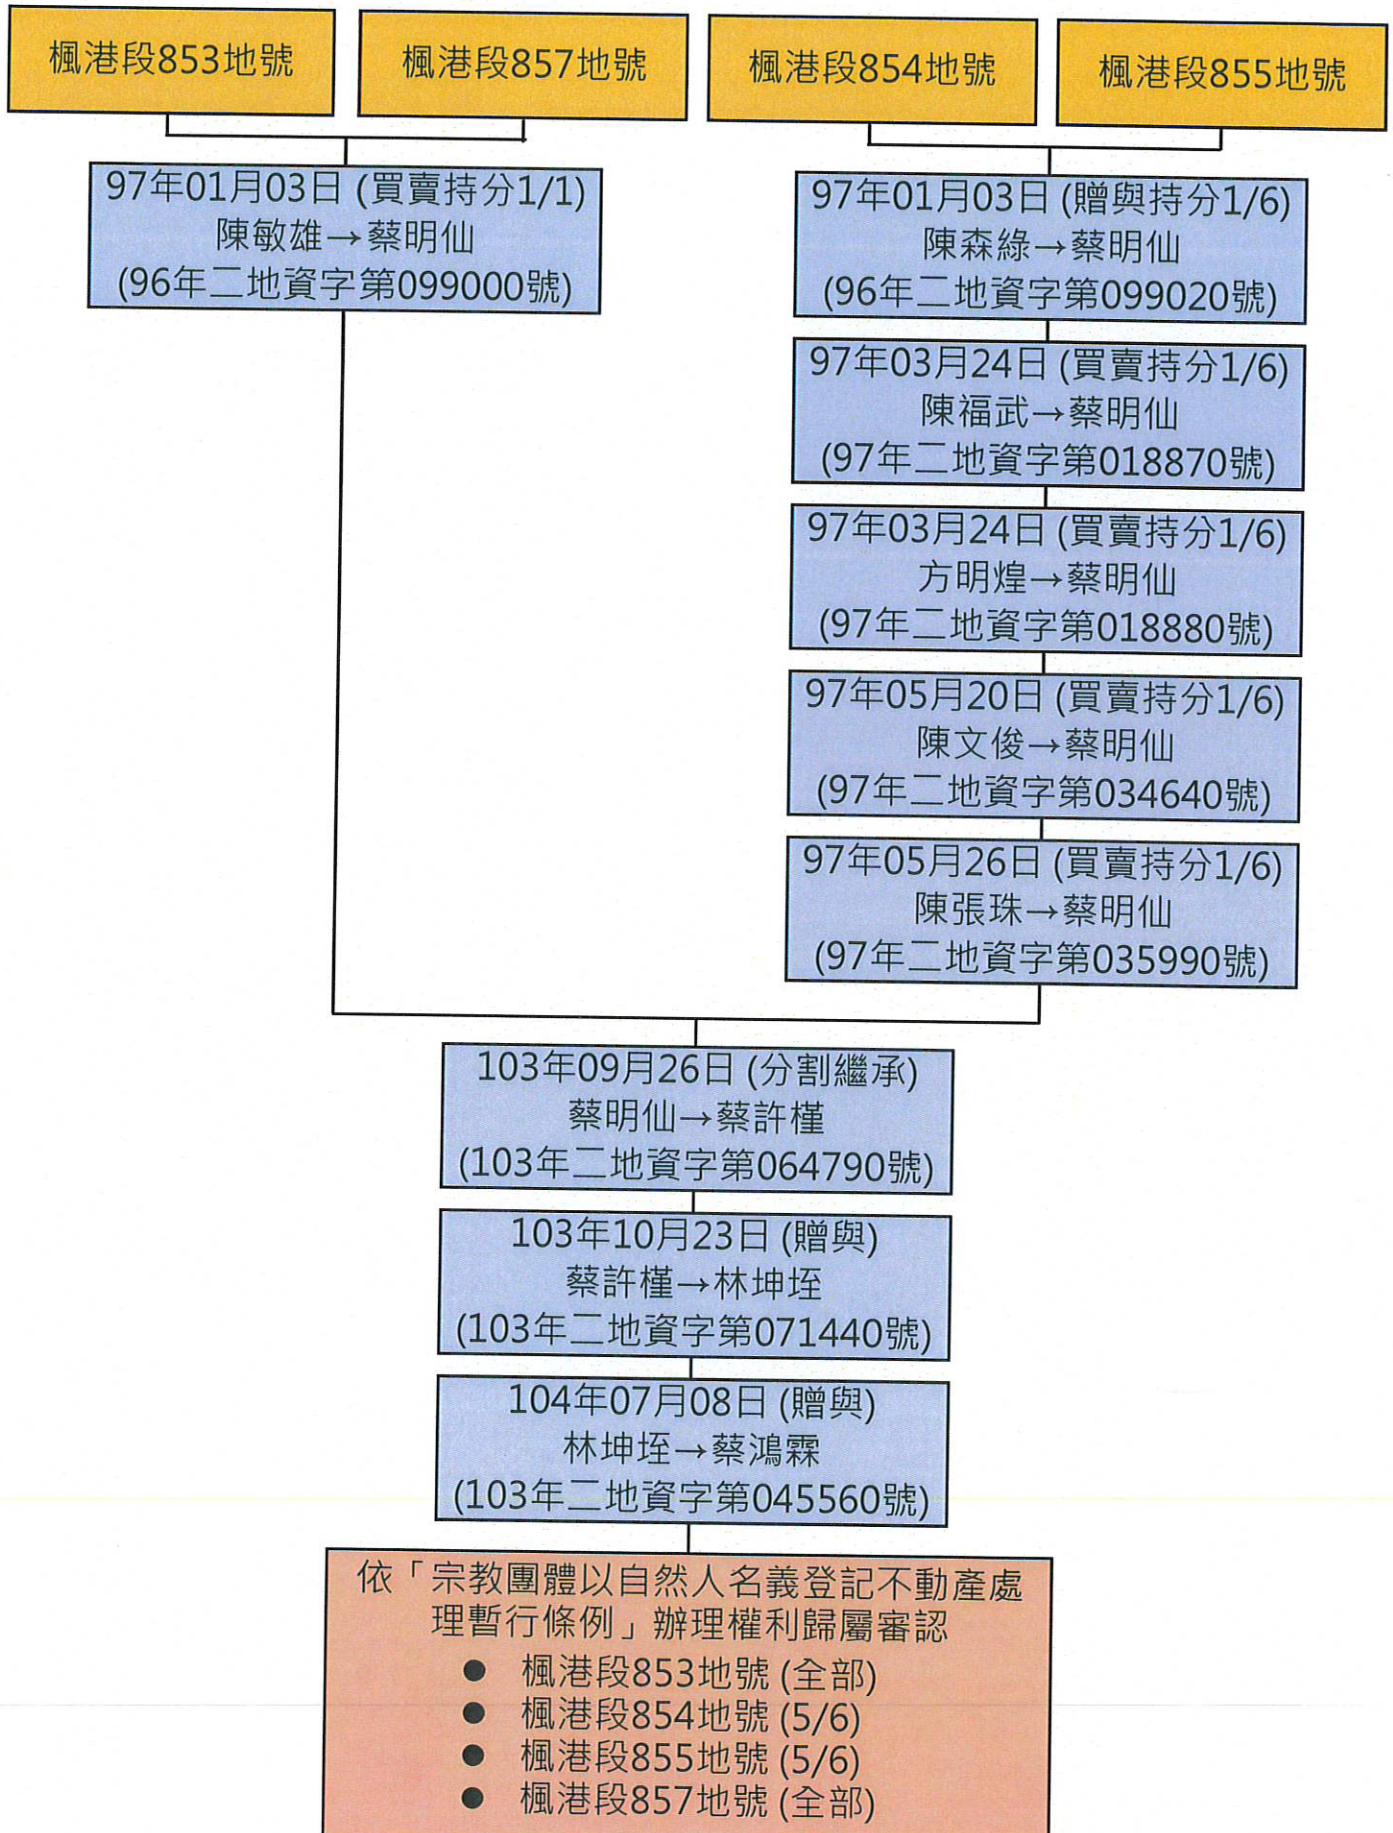 楓港段853地號
楓港段857地號
楓港段854地號
楓港段855地號
97年01月03日 (買賣持分1/1)
陳敏雄→蔡明仙
(96年二地資字第099000號)
97年01月03日 (贈與持分1/6)
陳森綠→蔡明仙
(96年二地資字第099020號)
97年03月24日 (買賣持分1/6)
陳福武→蔡明仙
(97年二地資字第018870號)
97年03月24日 (買賣持分1/6)
方明煌→蔡明仙
(97年二地資字第018880號)
97年05月20日 (買賣持分1/6)
陳文俊→蔡明仙
(97年二地資字第034640號)
97年05月26日 (買賣持分1/6)
陳張珠→蔡明仙
(97年二地資字第035990號)
103年09月26日 (分割繼承)
蔡明仙→蔡許槿
(103年二地資字第064790號)
103年10月23日 (贈與)
蔡許槿→林坤垤
(103年二地資字第071440號)
104年07月08日 (贈與)
林坤垤→蔡鴻霖
(103年二地資字第045560號)
依「宗教團體以自然人名義登記不動產處
理暫行條例」辦理權利歸屬審認
● 楓港段853地號 (全部)
● 楓港段854地號 (5/6)
● 楓港段855地號 (5/6)
● 楓港段857地號 (全部)